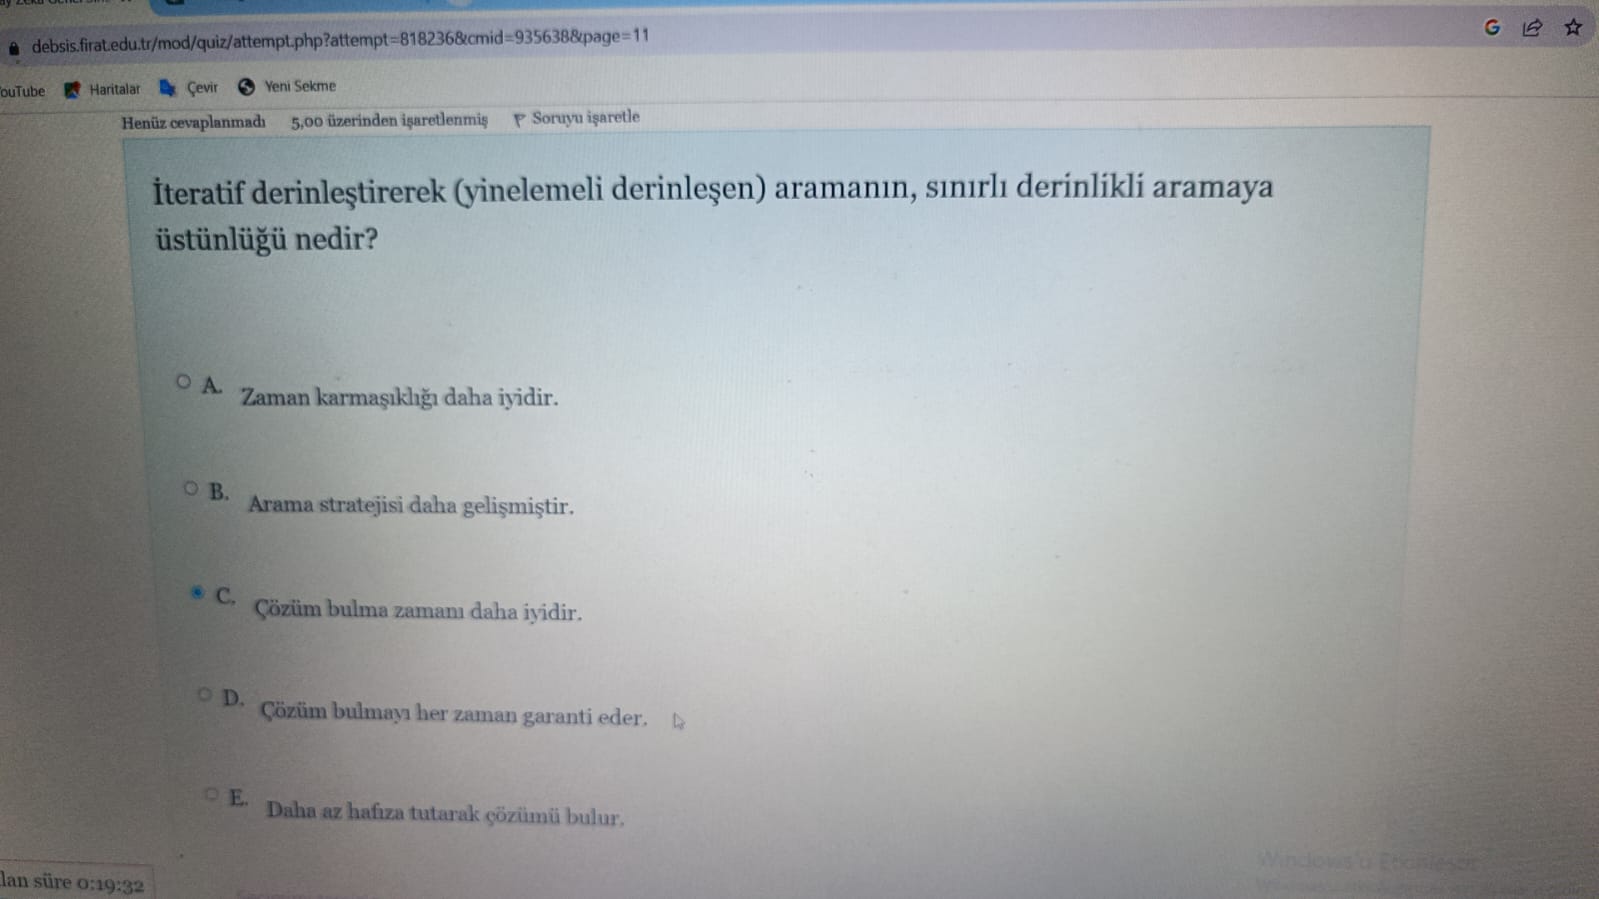 debsis.firat.edu.tr/mod/quiz/attempt.php?attempt=818236&cmid=935638&page=11
ouTube Haritalar Çevir Yeni Sekme
Henüz cevaplanmadı 5,00 üzerinden işaretlenmiş Soruyu işaretle
İteratif derinleştirerek (yinelemeli derinleşen) aramanın, sınırlı derinlikli aramaya
üstünlüğü nedir?
A. Zaman karmaşıklığı daha iyidir.
B. Arama stratejisi daha gelişmiştir.
C. Çözüm bulma zamanı daha iyidir.
D. Çözüm bulmayı her zaman garanti eder.
E. Daha az hafıza tutarak çözümü bulur.
lan süre 0:19:32